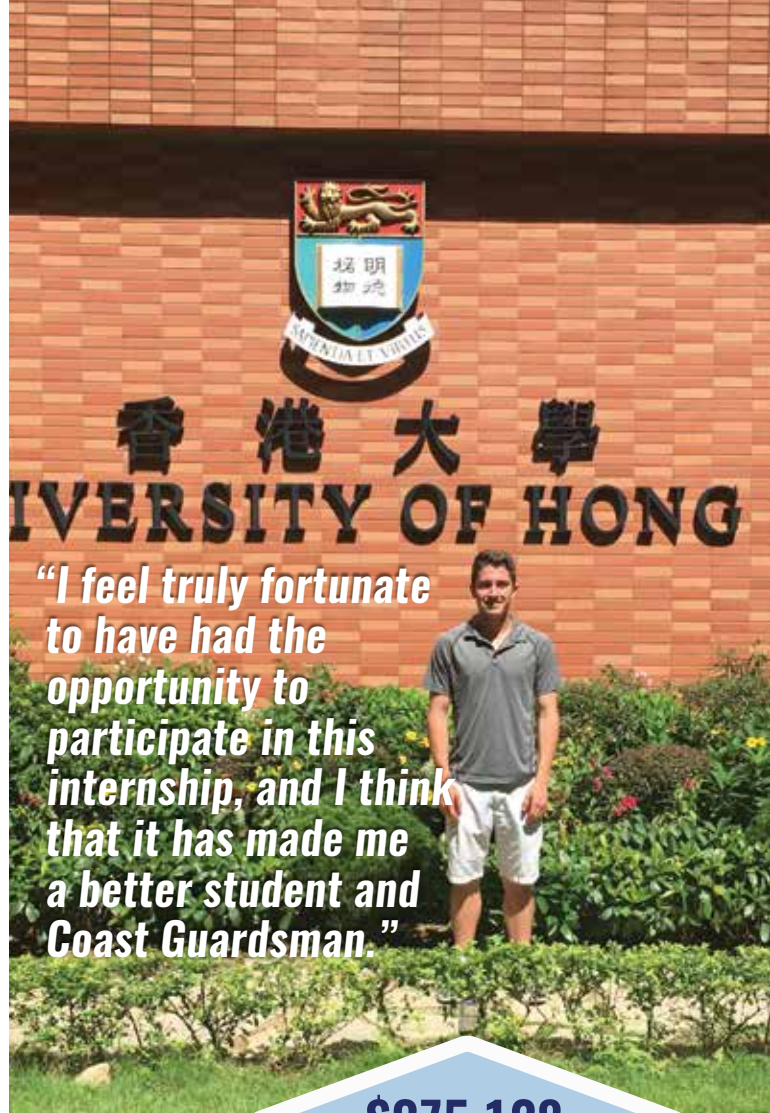 明德
格物
SAPIENTIA ET VIRTVS
香港大學
IVERSITY OF HONG
“I feel truly fortunate
to have had the
opportunity to
participate in this
internship, and I think
that it has made me
a better student and
Coast Guardsman.”